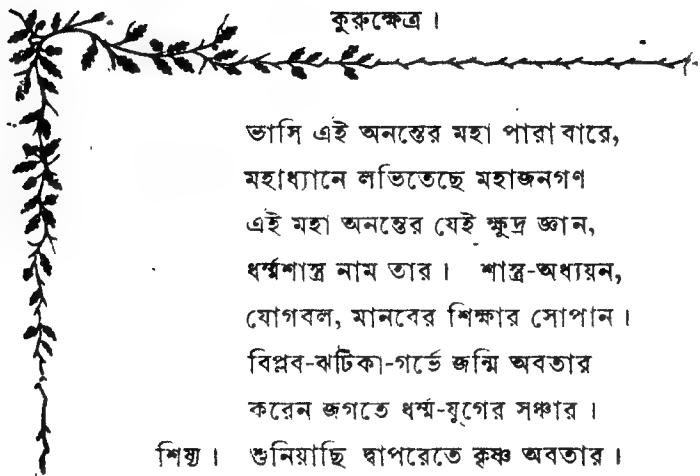 কুরুক্ষেত্র।
ভাসি এই অনন্তের মহা পারাবারে,
মহাধ্যানে লভিতেছে মহাজনগণ
এই মহা অনন্তের যেই ক্ষুদ্র জ্ঞান,
ধর্ম্মশাস্ত্র নাম তার। শাস্ত্র-অধ্যয়ন,
যোগবল, মানবের শিক্ষার সোপান।
বিপ্লব-ঝটিকা-গর্ভে জন্মি অবতার
করেন জগতে ধর্ম্ম-যুগের সঞ্চার।
শিষ্য। শুনিয়াছি দ্বাপরেতে কৃষ্ণ অবতার।